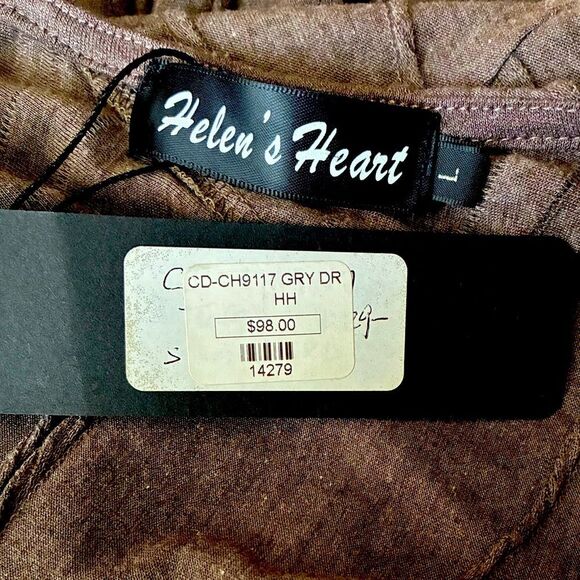 Helen's Heart
L
CD-CH9117 GRY DR
HH
$98.00
14279